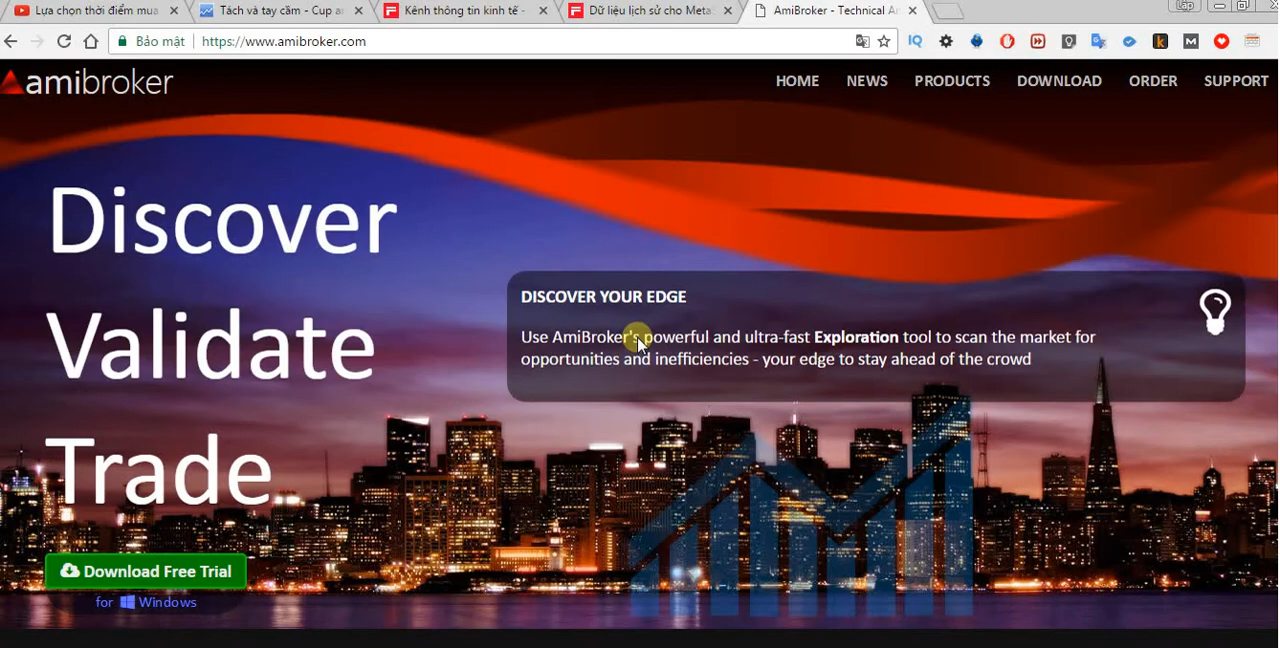 Lựa chọn thời điểm mua
Tách và tay cầm - Cup a
Kênh thông tin kinh tế -
Dữ liệu lịch sử cho Meta
AmiBroker - Technical A
Lập
Bảo mật
https://www.amibroker.com
IQ
amibroker
HOME NEWS PRODUCTS DOWNLOAD ORDER SUPPORT
Discover
Validate
Trade
DISCOVER YOUR EDGE
Use AmiBroker's powerful and ultra-fast Exploration tool to scan the market for
opportunities and inefficiencies - your edge to stay ahead of the crowd
Download Free Trial
for Windows